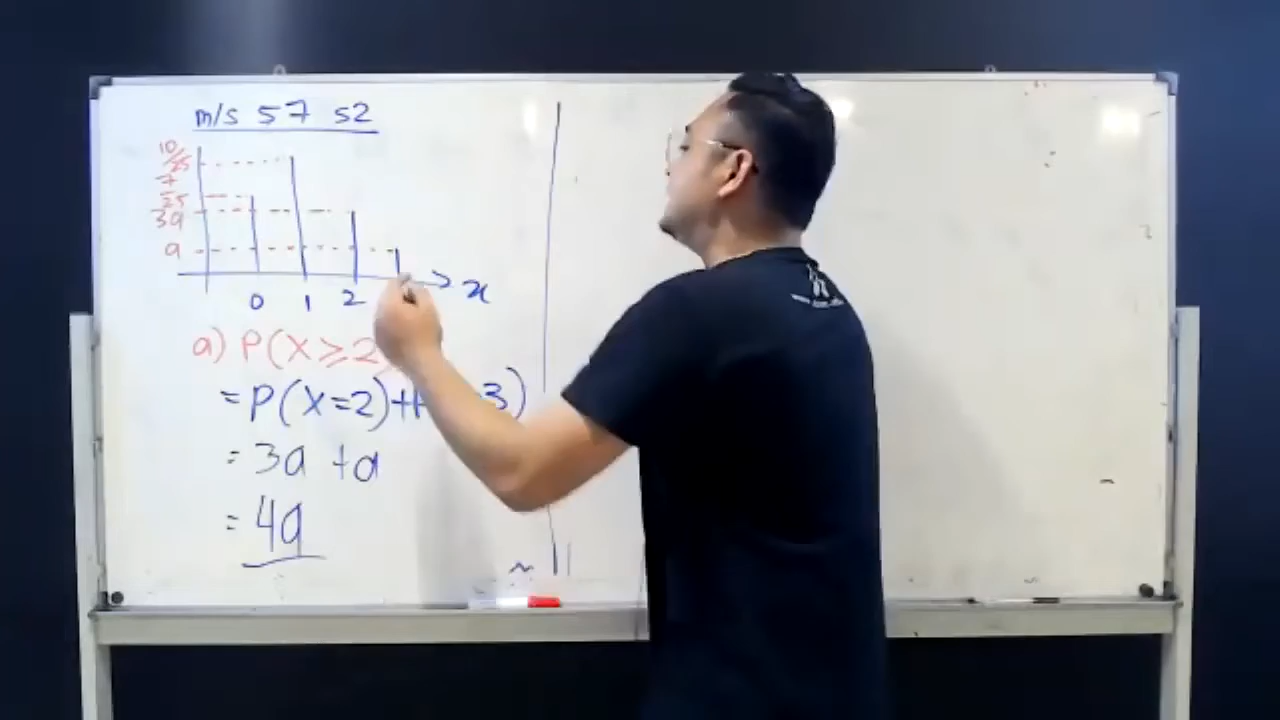 m/s 57 S2
10/25
7/25
3a
a
0 1 2 x
a) P(X≥2
= P(X=2)+ 3)
= 3a + a
= 4a